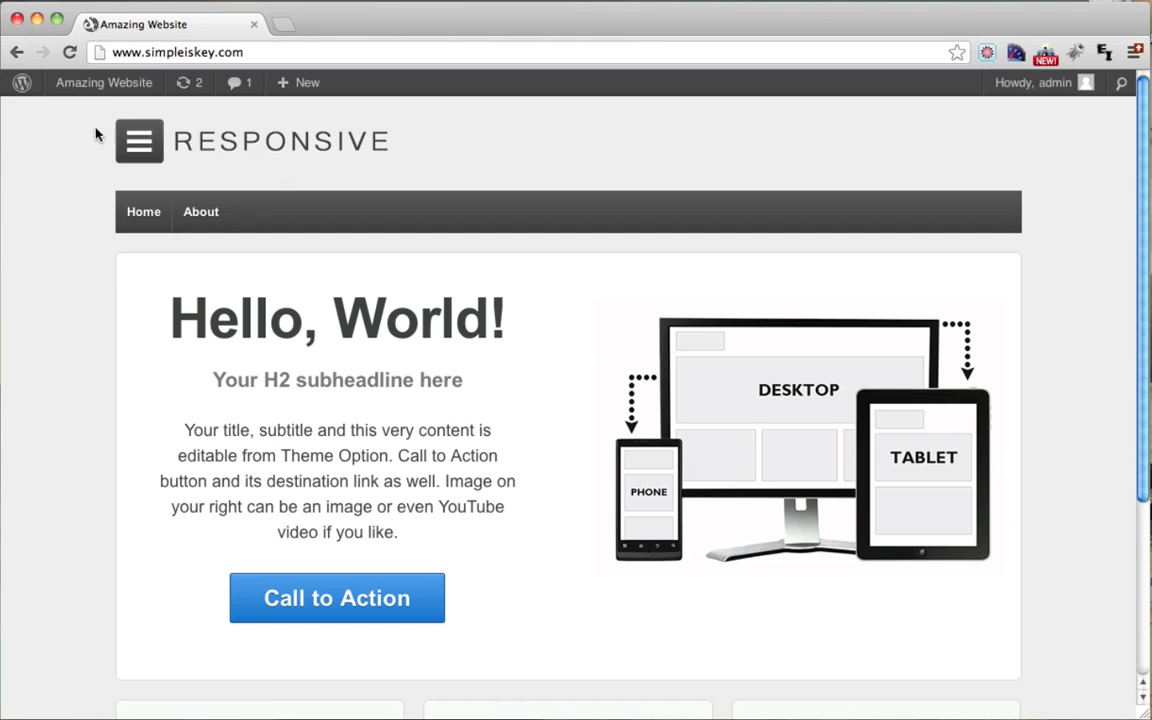 Amazing Website
www.simpleiskey.com
NEW!
Amazing Website
2
1
New
Howdy, admin
RESPONSIVE
Home
About
Hello, World!
Your H2 subheadline here
Your title, subtitle and this very content is
editable from Theme Option. Call to Action
button and its destination link as well. Image on
your right can be an image or even YouTube
video if you like.
Call to Action
DESKTOP
TABLET
PHONE